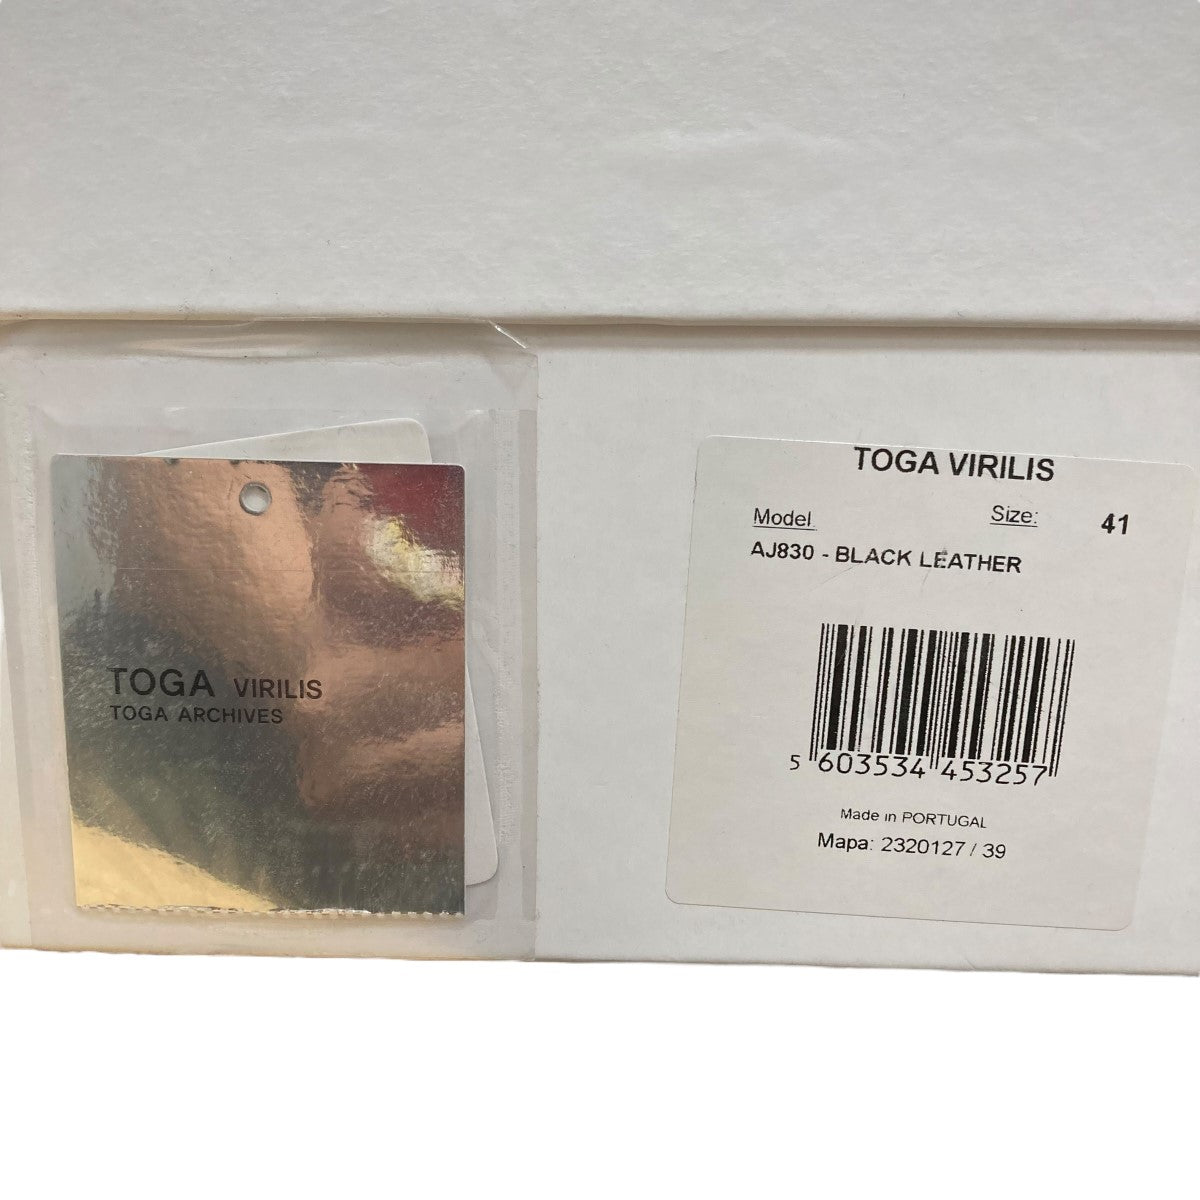 TOGA VIRILIS
TOGA ARCHIVES
TOGA VIRILIS
Model Size: 41
AJ830 - BLACK LEATHER
5 603534 453257
Made in PORTUGAL
Mapa: 2320127 / 39